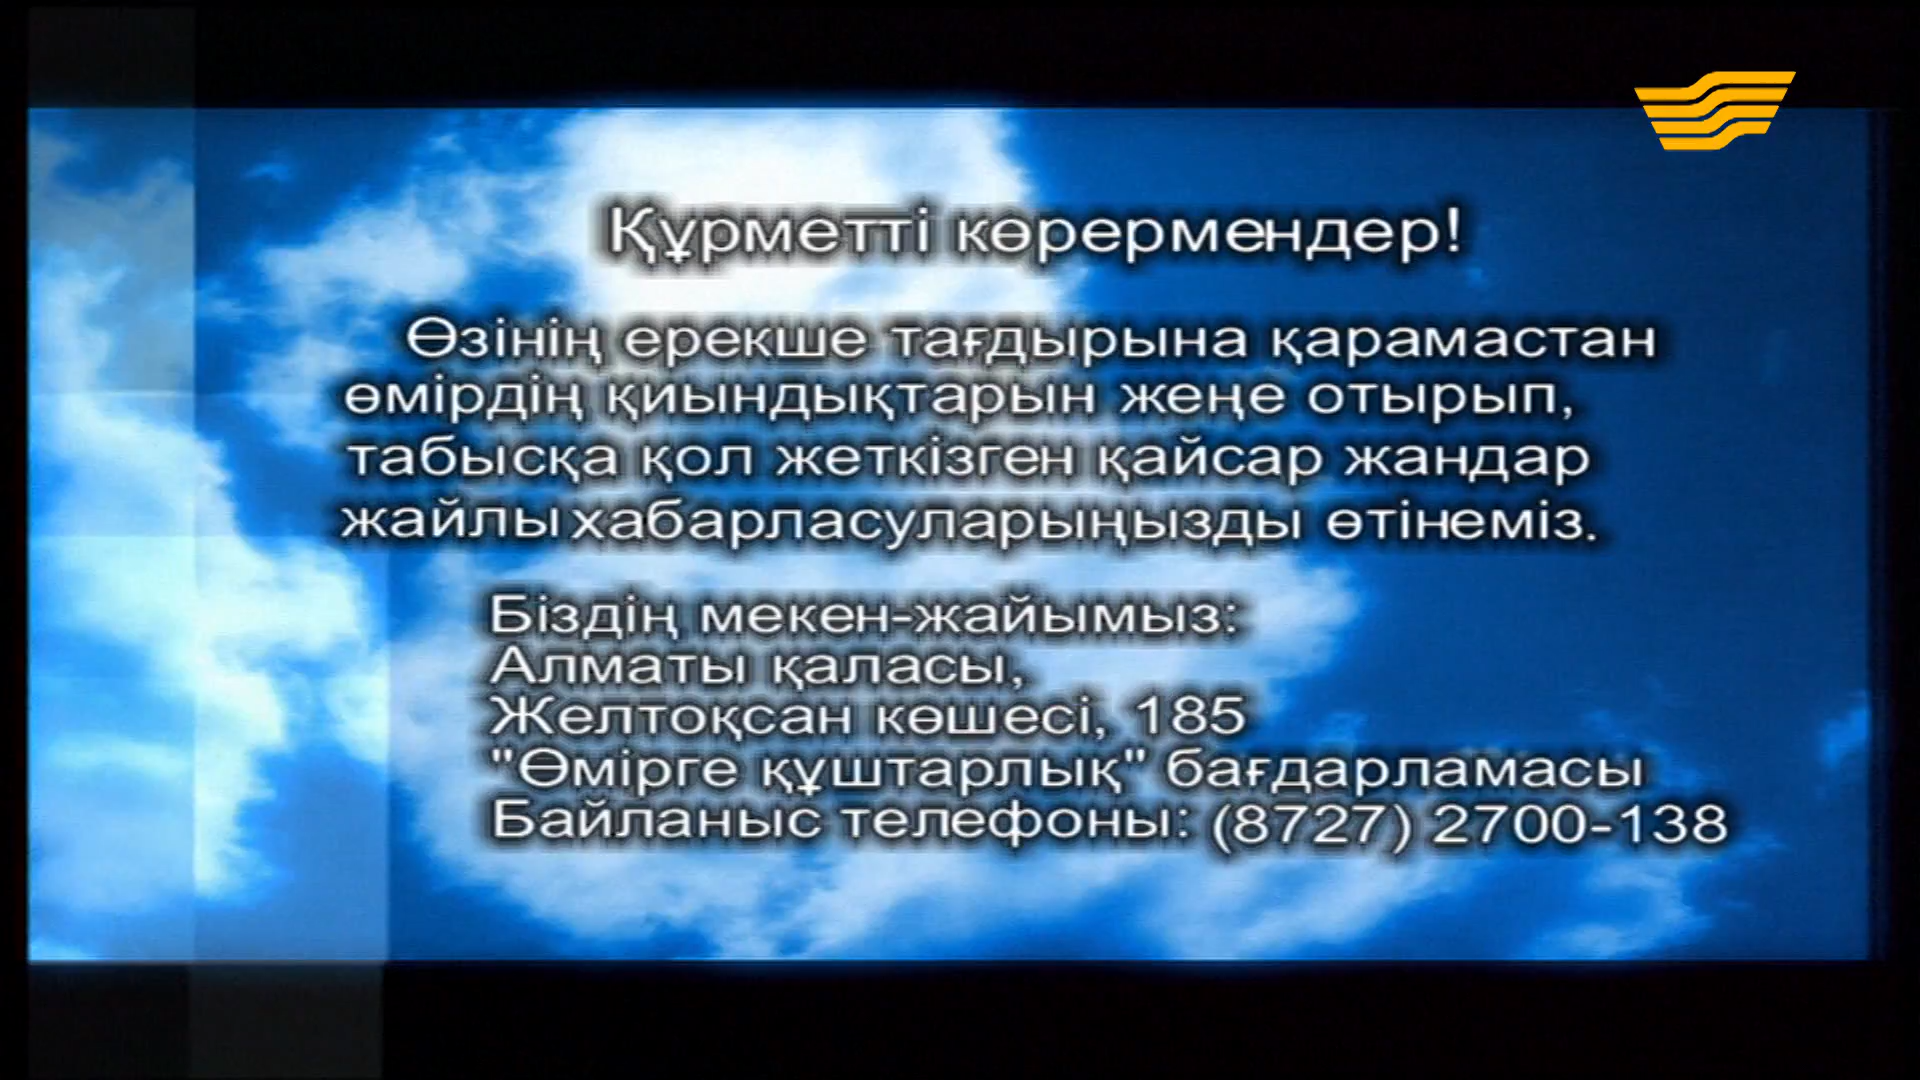 Құрметті көрермендер!
Өзінің ерекше тағдырына қарамастан
өмірдің қиындықтарын жеңе отырып,
табысқа қол жеткізген қайсар жандар
жайлы хабарласуларыңызды өтінеміз.
Біздің мекен-жайымыз:
Алматы қаласы,
Желтоқсан көшесі, 185
"Өмірге құштарлық" бағдарламасы
Байланыс телефоны: (8727) 2700-138